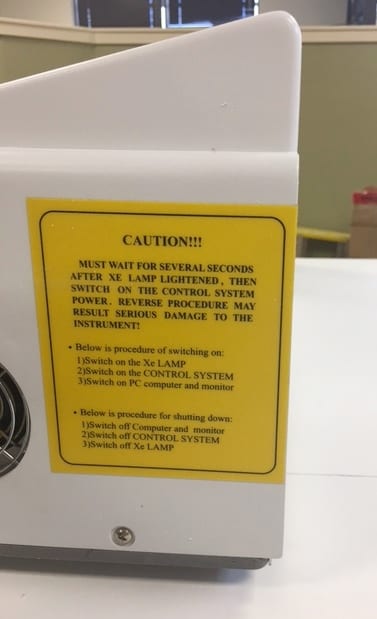 CAUTION!!!
MUST WAIT FOR SEVERAL SECONDS
AFTER XE LAMP LIGHTENED, THEN
SWITCH ON THE CONTROL SYSTEM
POWER. REVERSE PROCEDURE MAY
RESULT SERIOUS DAMAGE TO THE
INSTRUMENT!
• Below is procedure of switching on:
1)Switch on the Xe LAMP
2)Switch on the CONTROL SYSTEM
3)Switch on PC computer and monitor
• Below is procedure for shutting down:
1)Switch off Computer and monitor
2)Switch off CONTROL SYSTEM
3)Switch off Xe LAMP